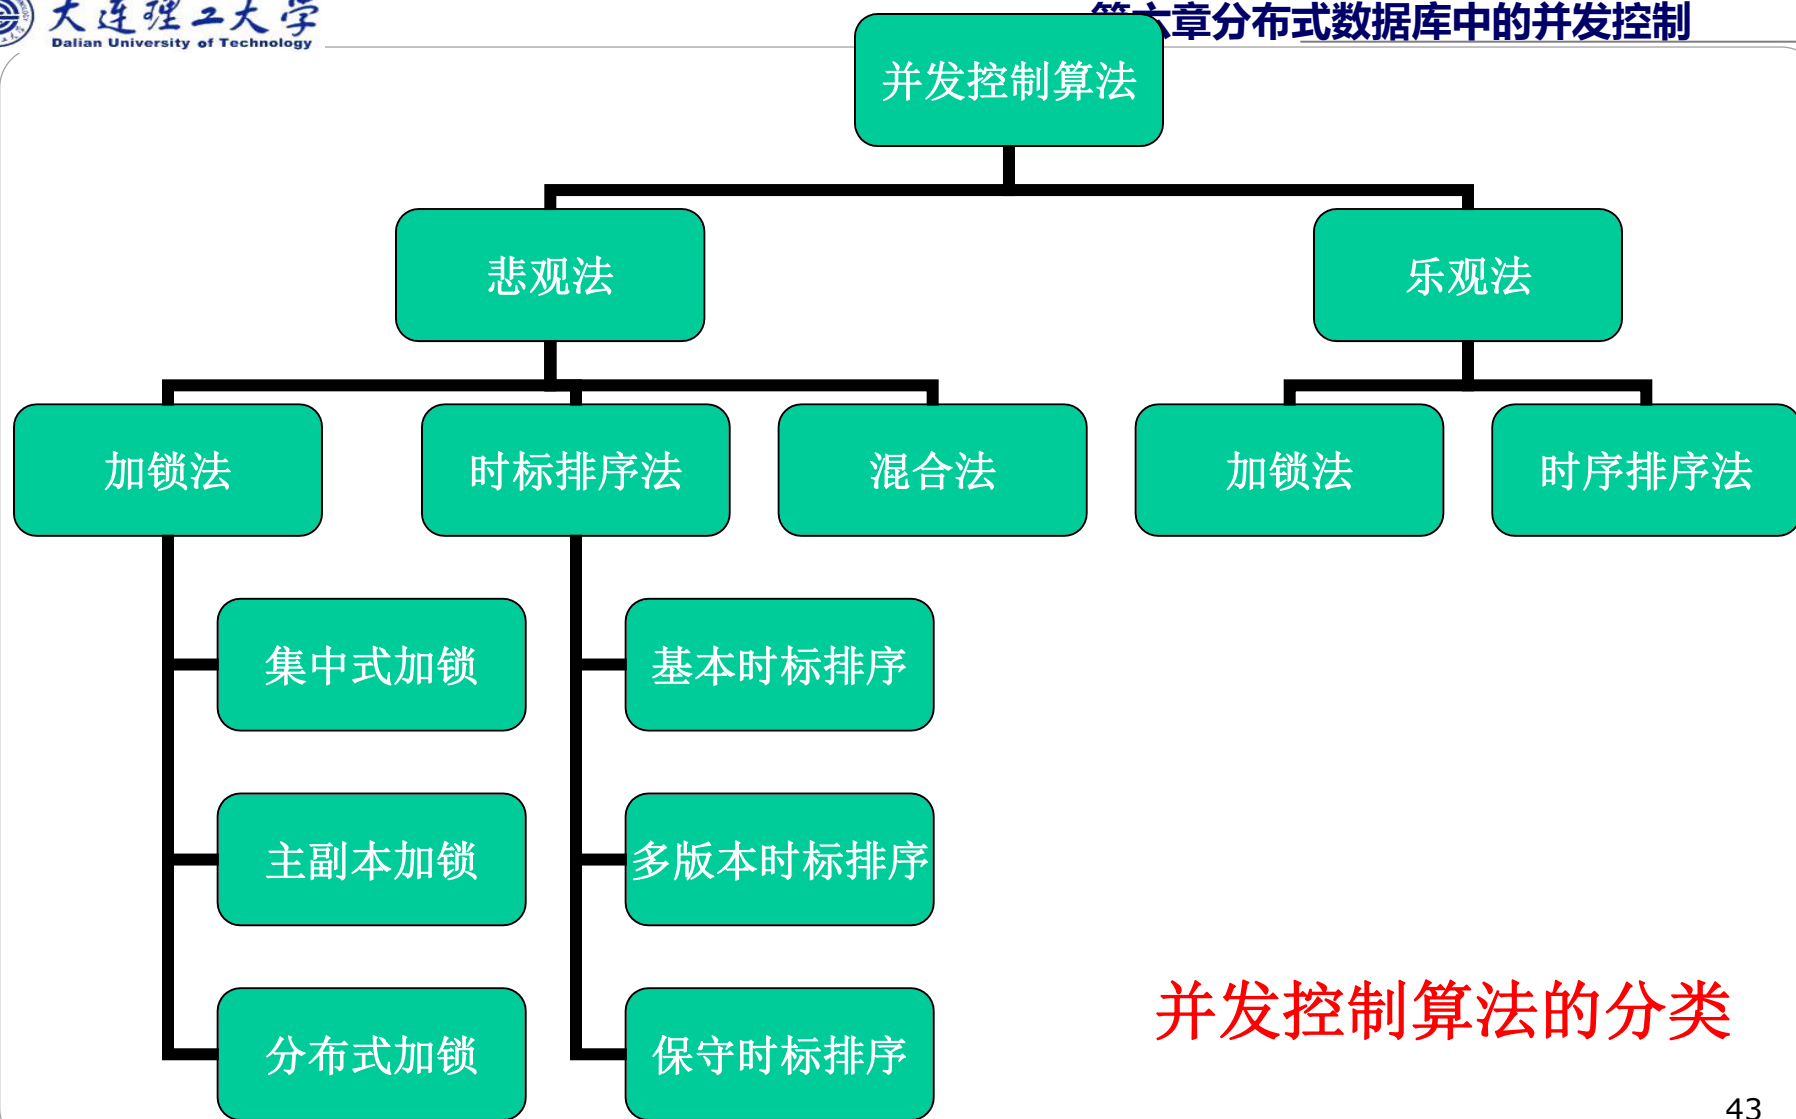 大连理工大学
Dalian University of Technology
第六章分布式数据库中的并发控制
并发控制算法
悲观法
乐观法
加锁法
时标排序法
混合法
加锁法
时序排序法
集中式加锁
基本时标排序
主副本加锁
多版本时标排序
分布式加锁
保守时标排序
并发控制算法的分类
43